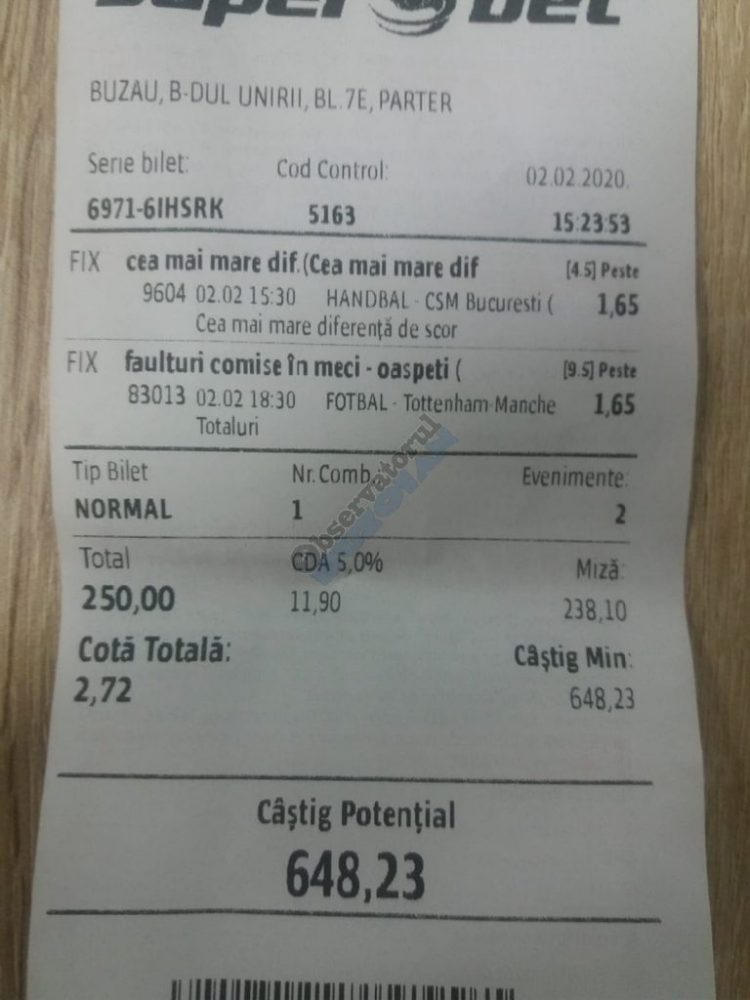 Superbet
BUZAU, B-DUL UNIRII, BL.7E, PARTER
Serie bilet: Cod Control: 02.02.2020.
6971-6IHSRK 5163 15:23:53
FIX cea mai mare dif.(Cea mai mare dif [4.5] Peste
9604 02.02 15:30 HANDBAL - CSM Bucuresti ( 1,65
Cea mai mare diferență de scor
FIX faulturi comise în meci - oaspeti ( [9.5] Peste
83013 02.02 18:30 FOTBAL - Tottenham-Manche 1,65
Totaluri
Tip Bilet Nr.Comb.: Evenimente:
NORMAL 1 2
Observatorul
BUZOIAN
Total CDA 5,0% Miză:
250,00 11,90 238,10
Cotă Totală: Câștig Min:
2,72 648,23
Câștig Potențial
648,23